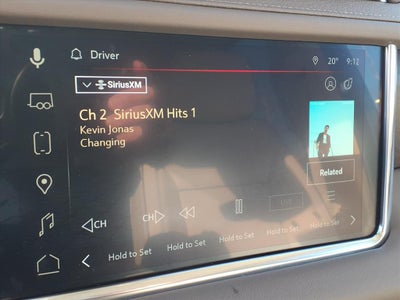 Driver
20° 9:12
SiriusXM
Ch 2 SiriusXM Hits 1
Kevin Jonas
Changing
Related
CH CH LIVE
Hold to Set Hold to Set Hold to Set Hold to Set Hold to Set